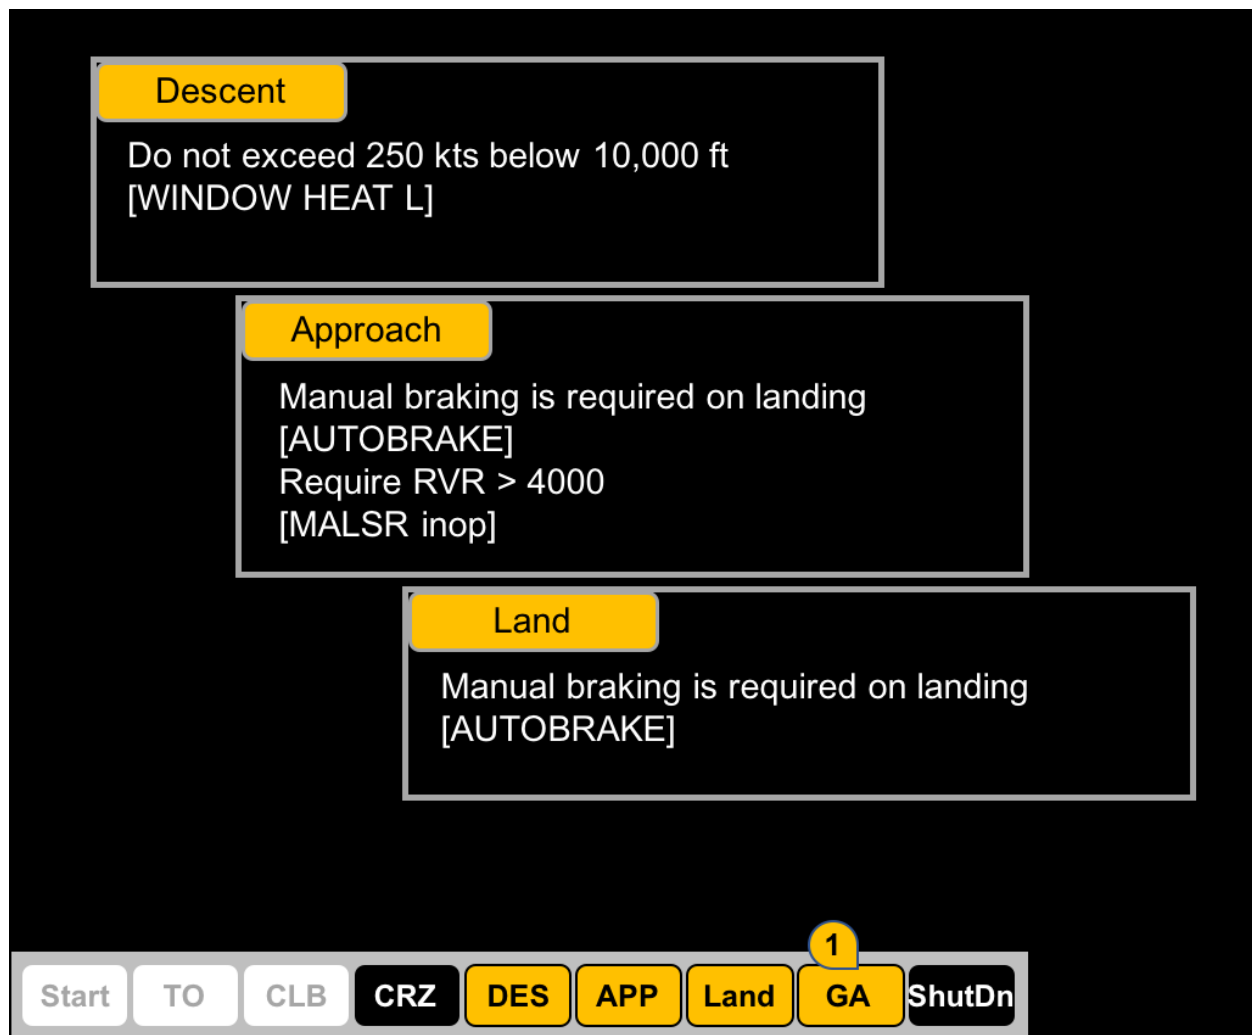 Descent
Do not exceed 250 kts below 10,000 ft
[WINDOW HEAT L]
Approach
Manual braking is required on landing
[AUTOBRAKE]
Require RVR > 4000
[MALSR inop]
Land
Manual braking is required on landing
[AUTOBRAKE]
1
Start TO CLB CRZ DES APP Land GA ShutDn